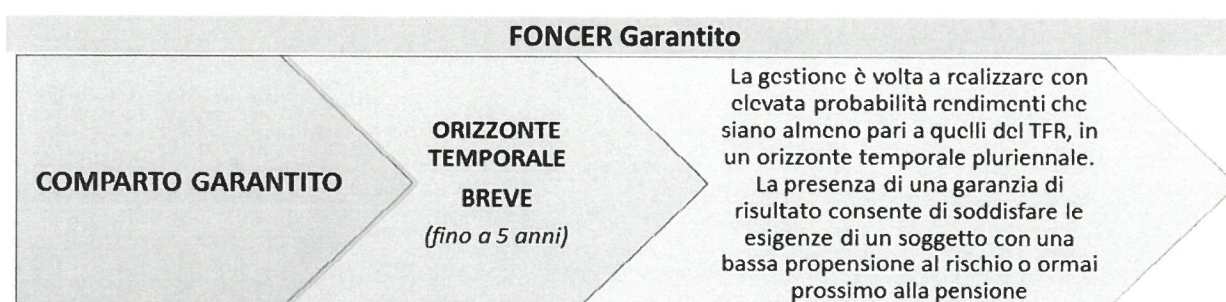 FONCER Garantito
COMPARTO GARANTITO
ORIZZONTE
TEMPORALE
BREVE
(fino a 5 anni)
La gestione è volta a realizzare con
elevata probabilità rendimenti che
siano almeno pari a quelli del TFR, in
un orizzonte temporale pluriennale.
La presenza di una garanzia di
risultato consente di soddisfare le
esigenze di un soggetto con una
bassa propensione al rischio o ormai
prossimo alla pensione